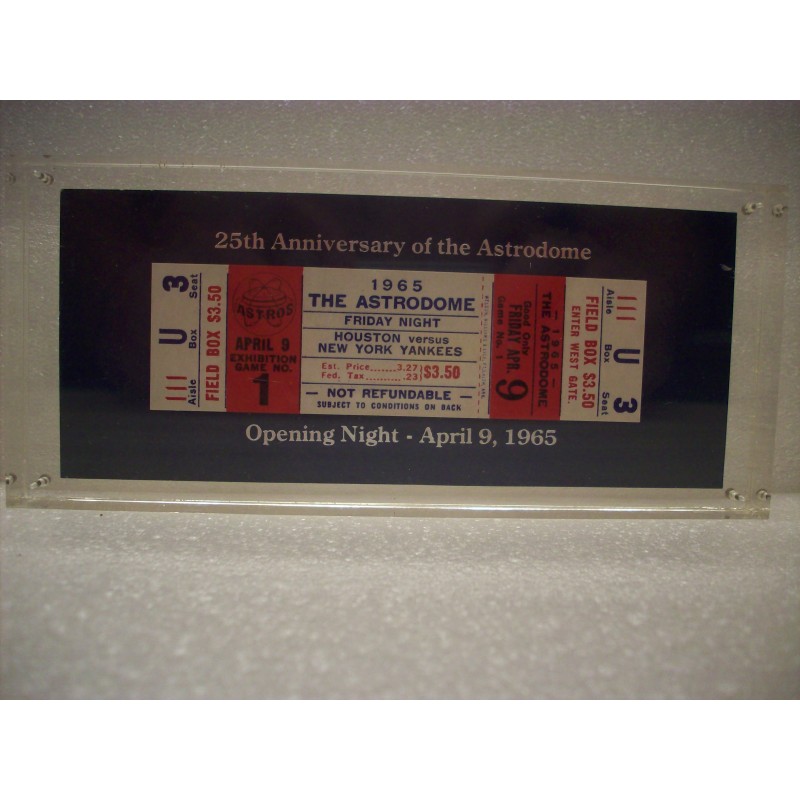 25th Anniversary of the Astrodome
111 U 3
Aisle Box Seat
FIELD BOX $3.50
ASTROS
APRIL 9
EXHIBITION
GAME NO.
1
1965
THE ASTRODOME
FRIDAY NIGHT
HOUSTON versus
NEW YORK YANKEES
Est. Price......3.27
Fed. Tax.........23
$3.50
— NOT REFUNDABLE —
SUBJECT TO CONDITIONS ON BACK
Game No. 1
FRIDAY APR. 9
Good Only
THE ASTRODOME
— 1965 —
ENTER WEST GATE.
FIELD BOX $3.50
Aisle Box Seat
111 U 3
Opening Night - April 9, 1965